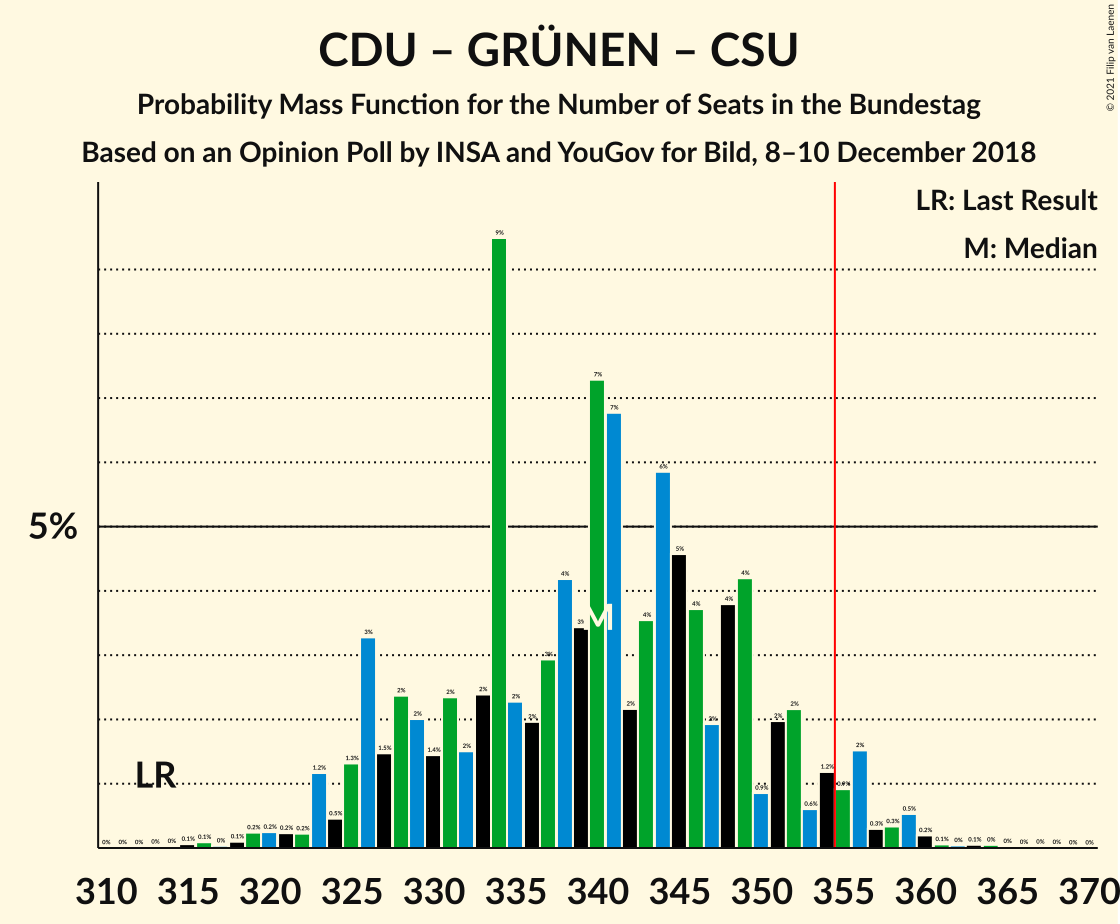 CDU – GRÜNEN – CSU
Probability Mass Function for the Number of Seats in the Bundestag
Based on an Opinion Poll by INSA and YouGov for Bild, 8–10 December 2018
© 2021 Filip van Laenen
LR: Last Result
M: Median
5%
LR
M
0% 0% 0% 0% 0% 0.1% 0.1% 0% 0.1% 0.2% 0.2% 0.2% 0.2% 1.2% 0.5% 1.3% 3% 1.5% 2% 2% 1.4% 2% 2% 2% 9% 2% 2% 3% 4% 3% 7% 7% 2% 4% 6% 5% 4% 2% 4% 4% 0.9% 2% 2% 0.6% 1.2% 0.9% 2% 0.3% 0.3% 0.5% 0.2% 0.1% 0% 0.1% 0% 0% 0% 0% 0% 0% 0%
310 315 320 325 330 335 340 345 350 355 360 365 370